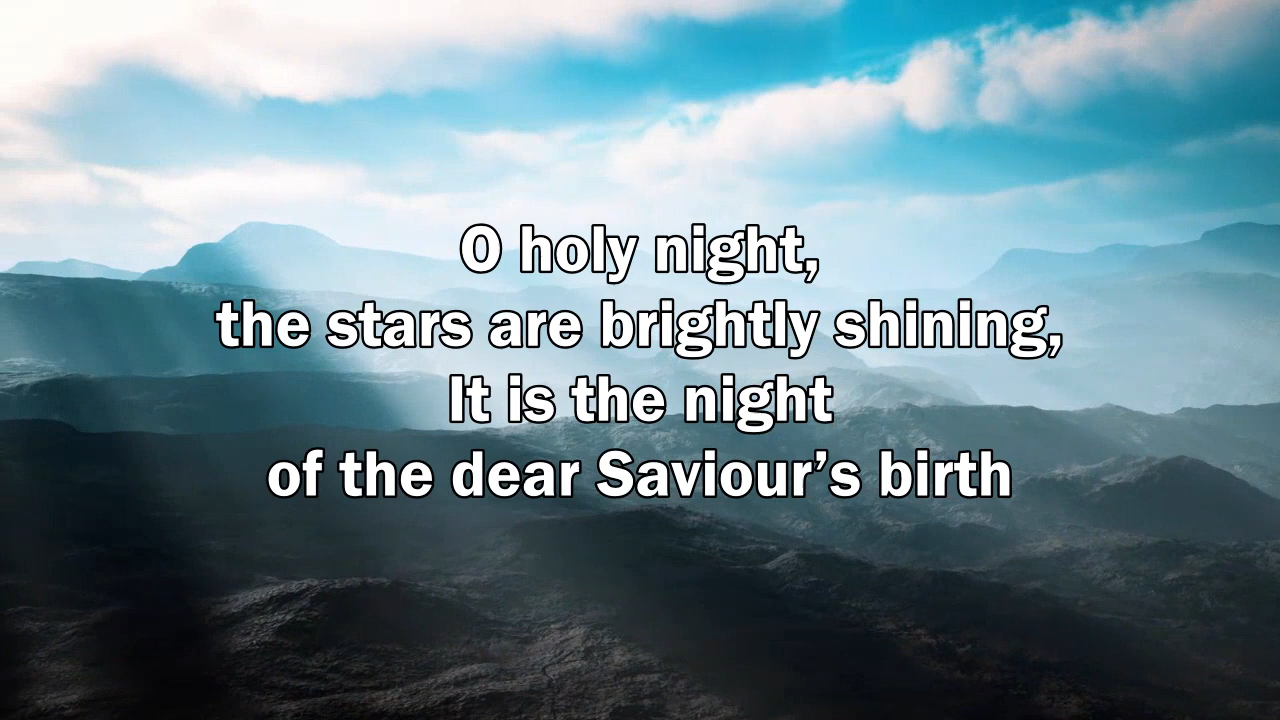 O holy night,
the stars are brightly shining,
It is the night
of the dear Saviour’s birth